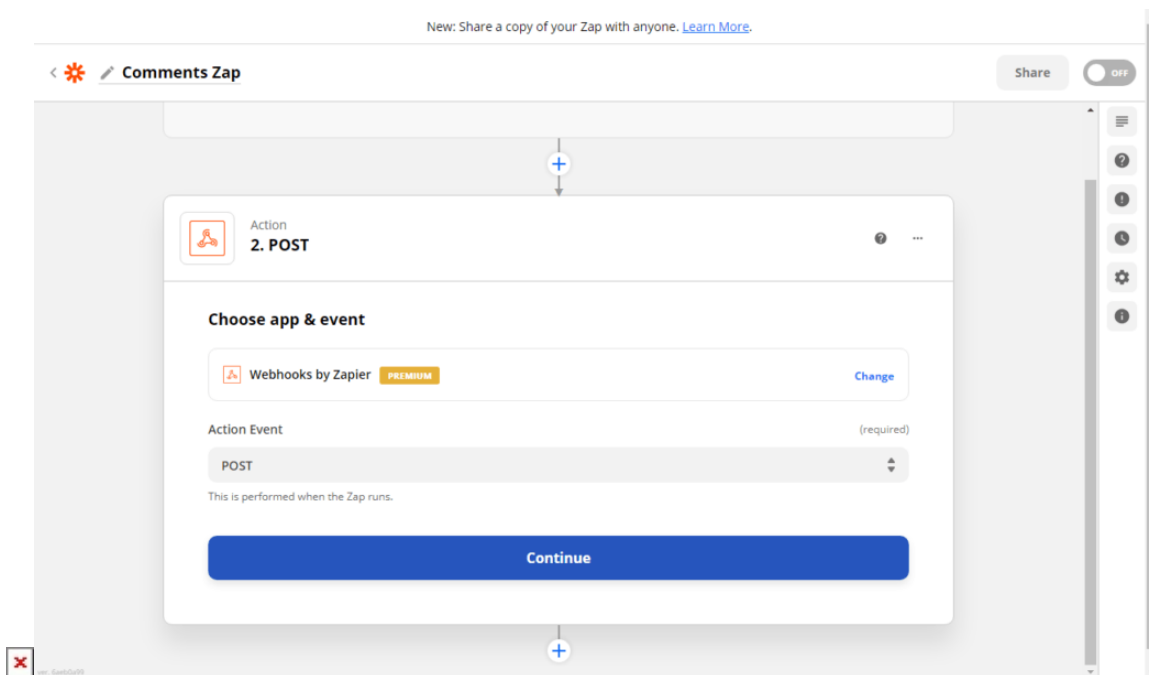 New: Share a copy of your Zap with anyone. Learn More.
Comments Zap
Share
OFF
Action
2. POST
Choose app & event
Webhooks by Zapier PREMIUM
Change
Action Event
(required)
POST
This is performed when the Zap runs.
Continue